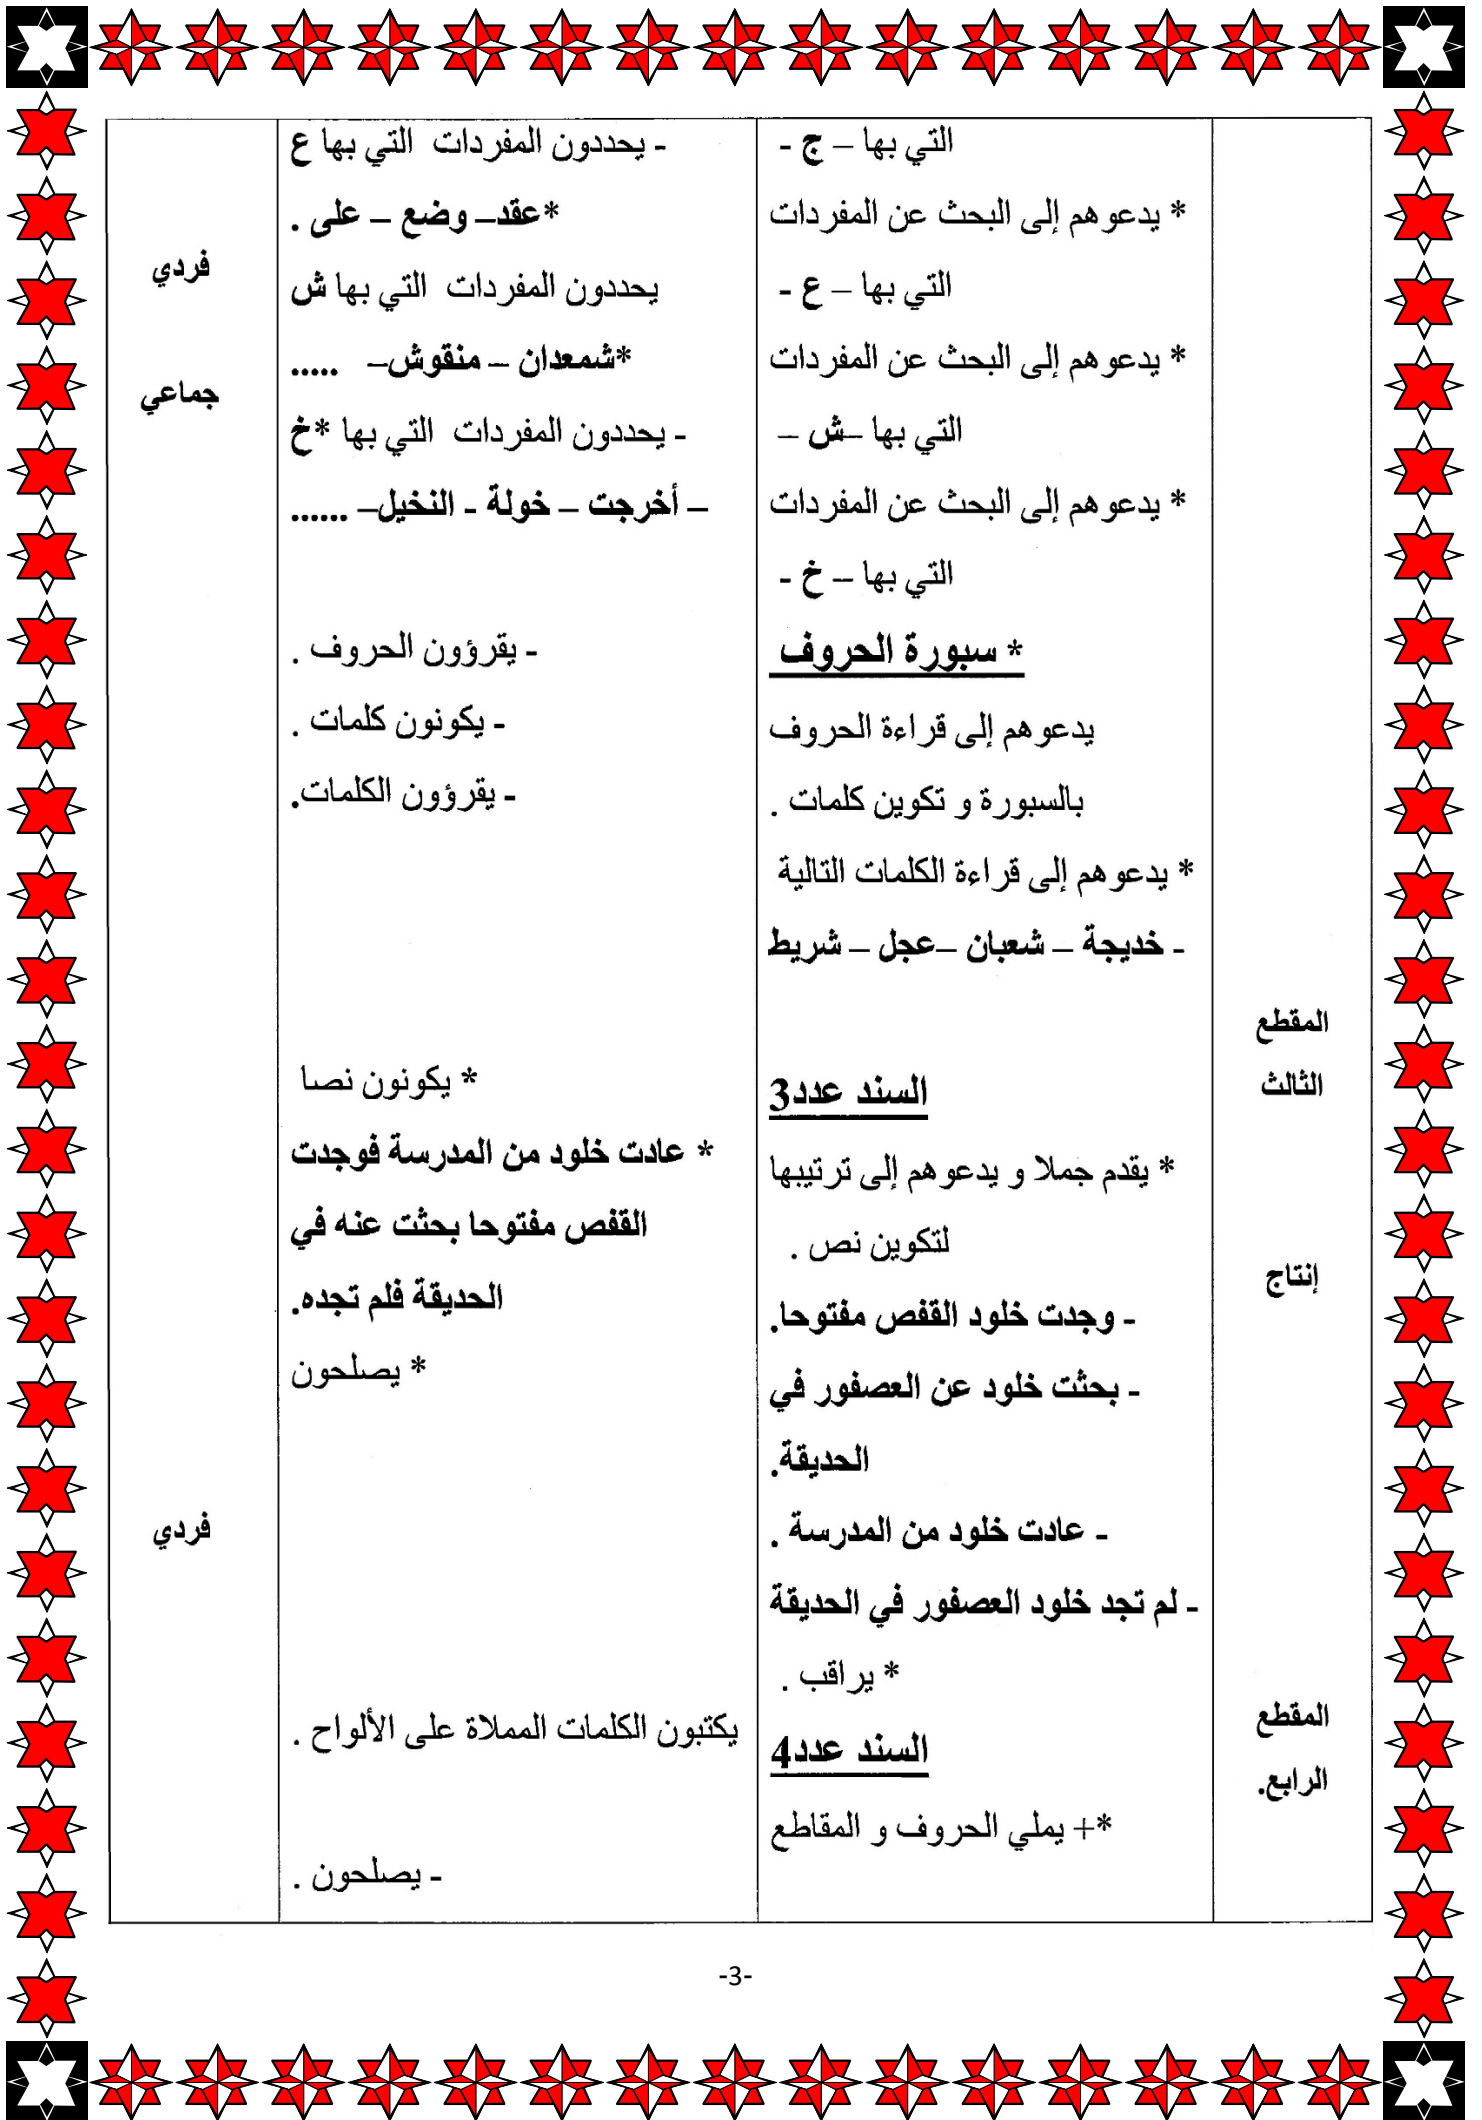 المقطع
الثالث
إنتاج
المقطع
الرابع.
التي بها – ج -
* يدعوهم إلى البحث عن المفردات
التي بها – ع -
* يدعوهم إلى البحث عن المفردات
التي بها –ش –
* يدعوهم إلى البحث عن المفردات
التي بها – خ -
* سبورة الحروف
يدعوهم إلى قراءة الحروف
بالسبورة و تكوين كلمات .
* يدعوهم إلى قراءة الكلمات التالية
- خديجة – شعبان –عجل – شريط
السند عدد3
* يقدم جملا و يدعوهم إلى ترتيبها
لتكوين نص .
- وجدت خلود القفص مفتوحا.
- بحثت خلود عن العصفور في
الحديقة.
- عادت خلود من المدرسة .
- لم تجد خلود العصفور في الحديقة
* يراقب .
السند عدد4
*+ يملي الحروف و المقاطع
- يحددون المفردات التي بها ع
*عقد– وضع – على .
يحددون المفردات التي بها ش
*شمعدان – منقوش– .....
- يحددون المفردات التي بها *خ
– أخرجت – خولة - النخيل– ......
- يقرؤون الحروف .
- يكونون كلمات .
- يقرؤون الكلمات.
* يكونون نصا
* عادت خلود من المدرسة فوجدت
القفص مفتوحا بحثت عنه في
الحديقة فلم تجده.
* يصلحون
يكتبون الكلمات المملاة على الألواح .
- يصلحون .
فردي
جماعي
فردي
-3-